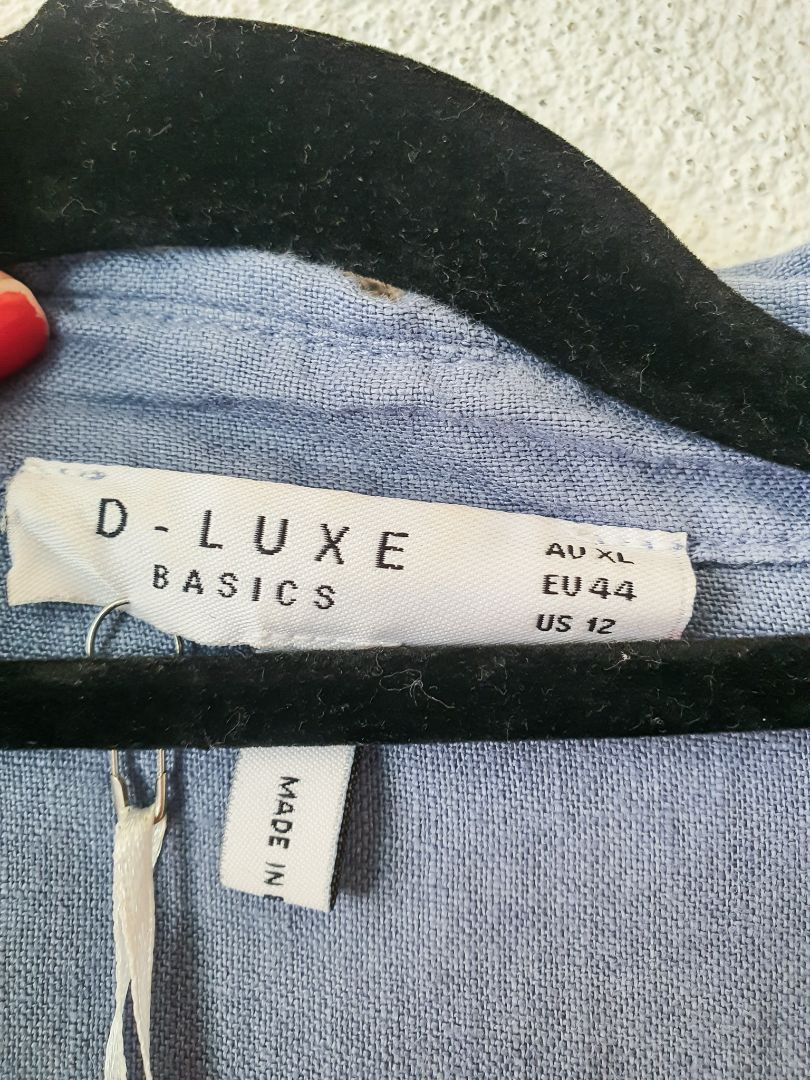 D-LUXE
BASICS
AU XL
EU 44
US 12
MADE IN